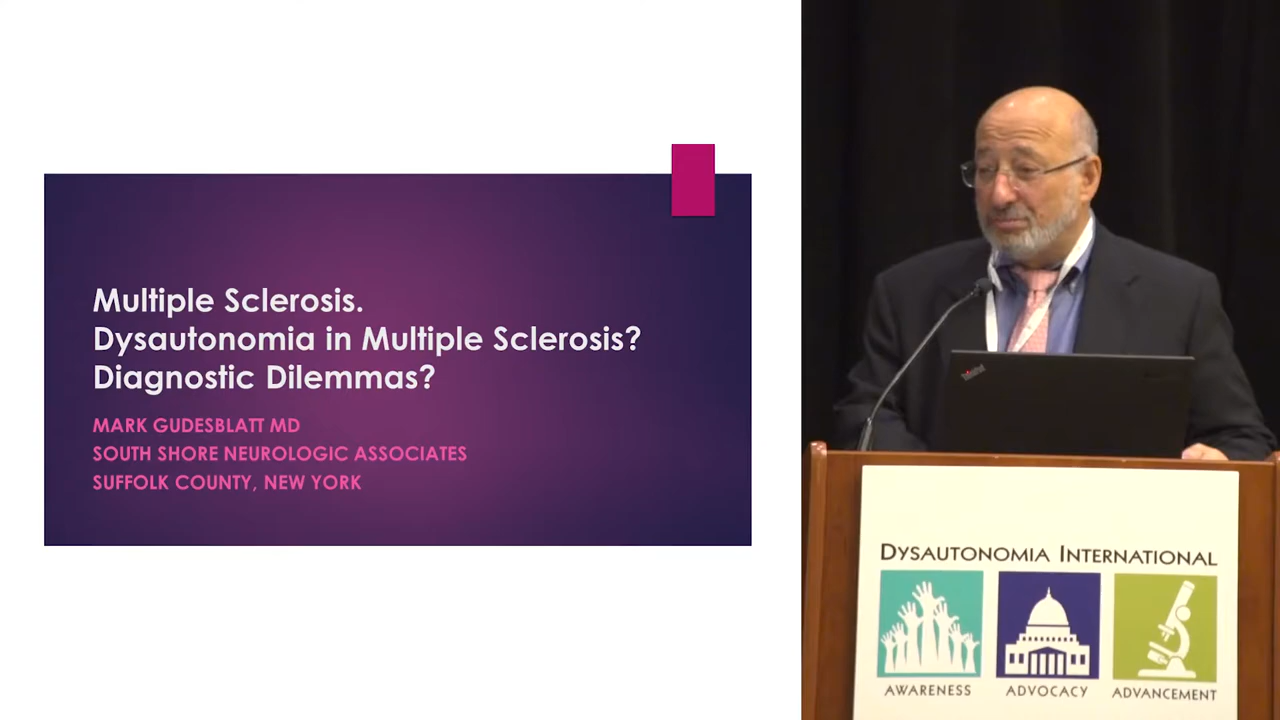 Multiple Sclerosis.
Dysautonomia in Multiple Sclerosis?
Diagnostic Dilemmas?
MARK GUDESBLATT MD
SOUTH SHORE NEUROLOGIC ASSOCIATES
SUFFOLK COUNTY, NEW YORK
ThinkPad
DYSAUTONOMIA INTERNATIONAL
AWARENESS
ADVOCACY
ADVANCEMENT